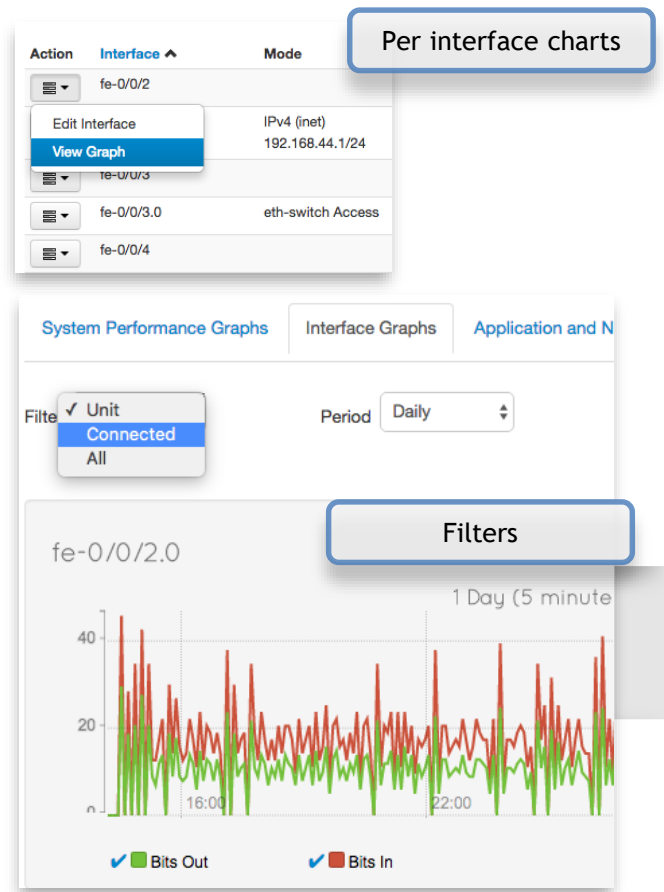 Per interface charts
Action Interface Mode
fe-0/0/2
Edit Interface IPv4 (inet)
View Graph 192.168.44.1/24
fe-0/0/3
fe-0/0/3.0 eth-switch Access
fe-0/0/4
System Performance Graphs Interface Graphs Application and N
Filte ✓ Unit Period Daily
Connected
All
Filters
fe-0/0/2.0
1 Day (5 minute
40
20
0
16:00 22:00
✔ Bits Out ✔ Bits In